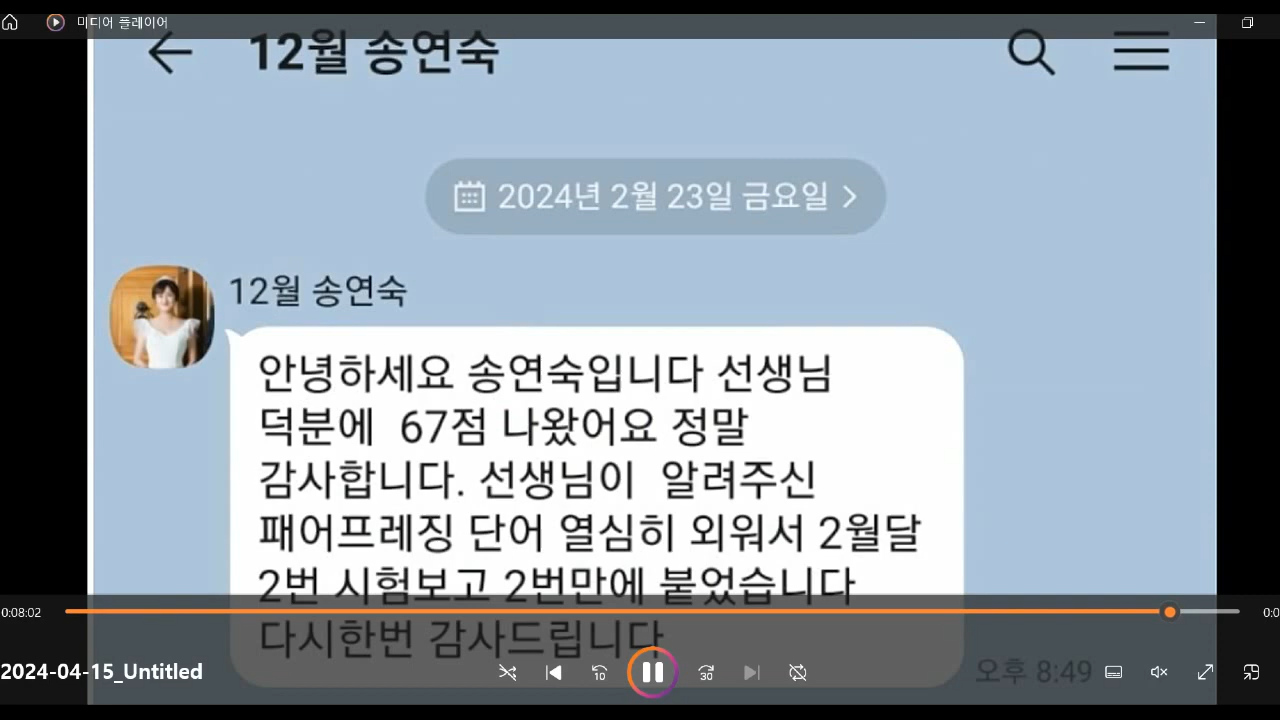 미디어 플레이어
12월 송연숙
2024년 2월 23일 금요일
12월 송연숙
안녕하세요 송연숙입니다 선생님
덕분에 67점 나왔어요 정말
감사합니다. 선생님이 알려주신
패어프레징 단어 열심히 외워서 2월달
2번 시험보고 2번만에 붙었습니다
다시한번 감사드립니다
오후 8:49
0:08:02
0:0
2024-04-15_Untitled
10
30